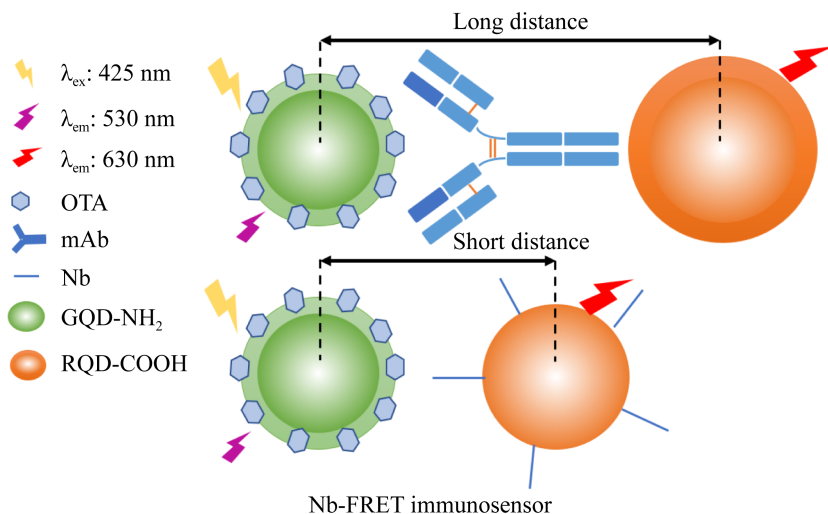 Long distance
λex: 425 nm
λem: 530 nm
λem: 630 nm
OTA
mAb
Nb
GQD-NH2
RQD-COOH
Short distance
Nb-FRET immunosensor